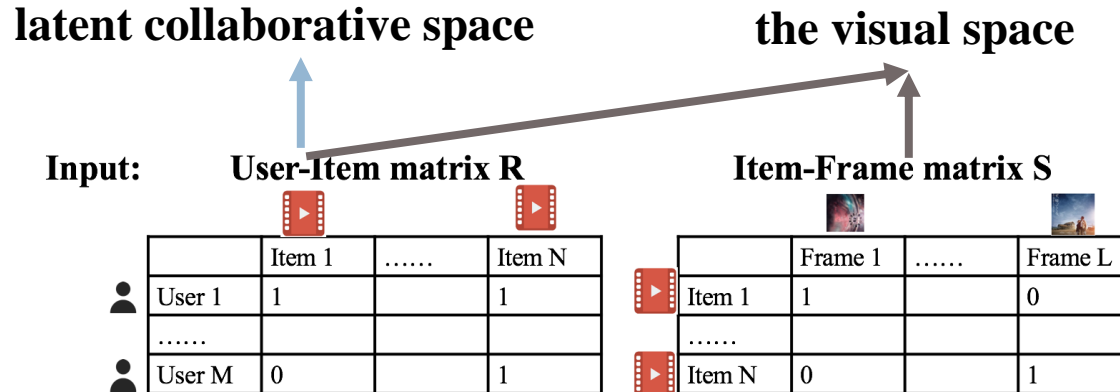 latent collaborative space
the visual space
Input:
User-Item matrix R
Item-Frame matrix S
Item 1 …… Item N
User 1 1 1
……
User M 0 1
Frame 1 …… Frame L
Item 1 1 0
……
Item N 0 1